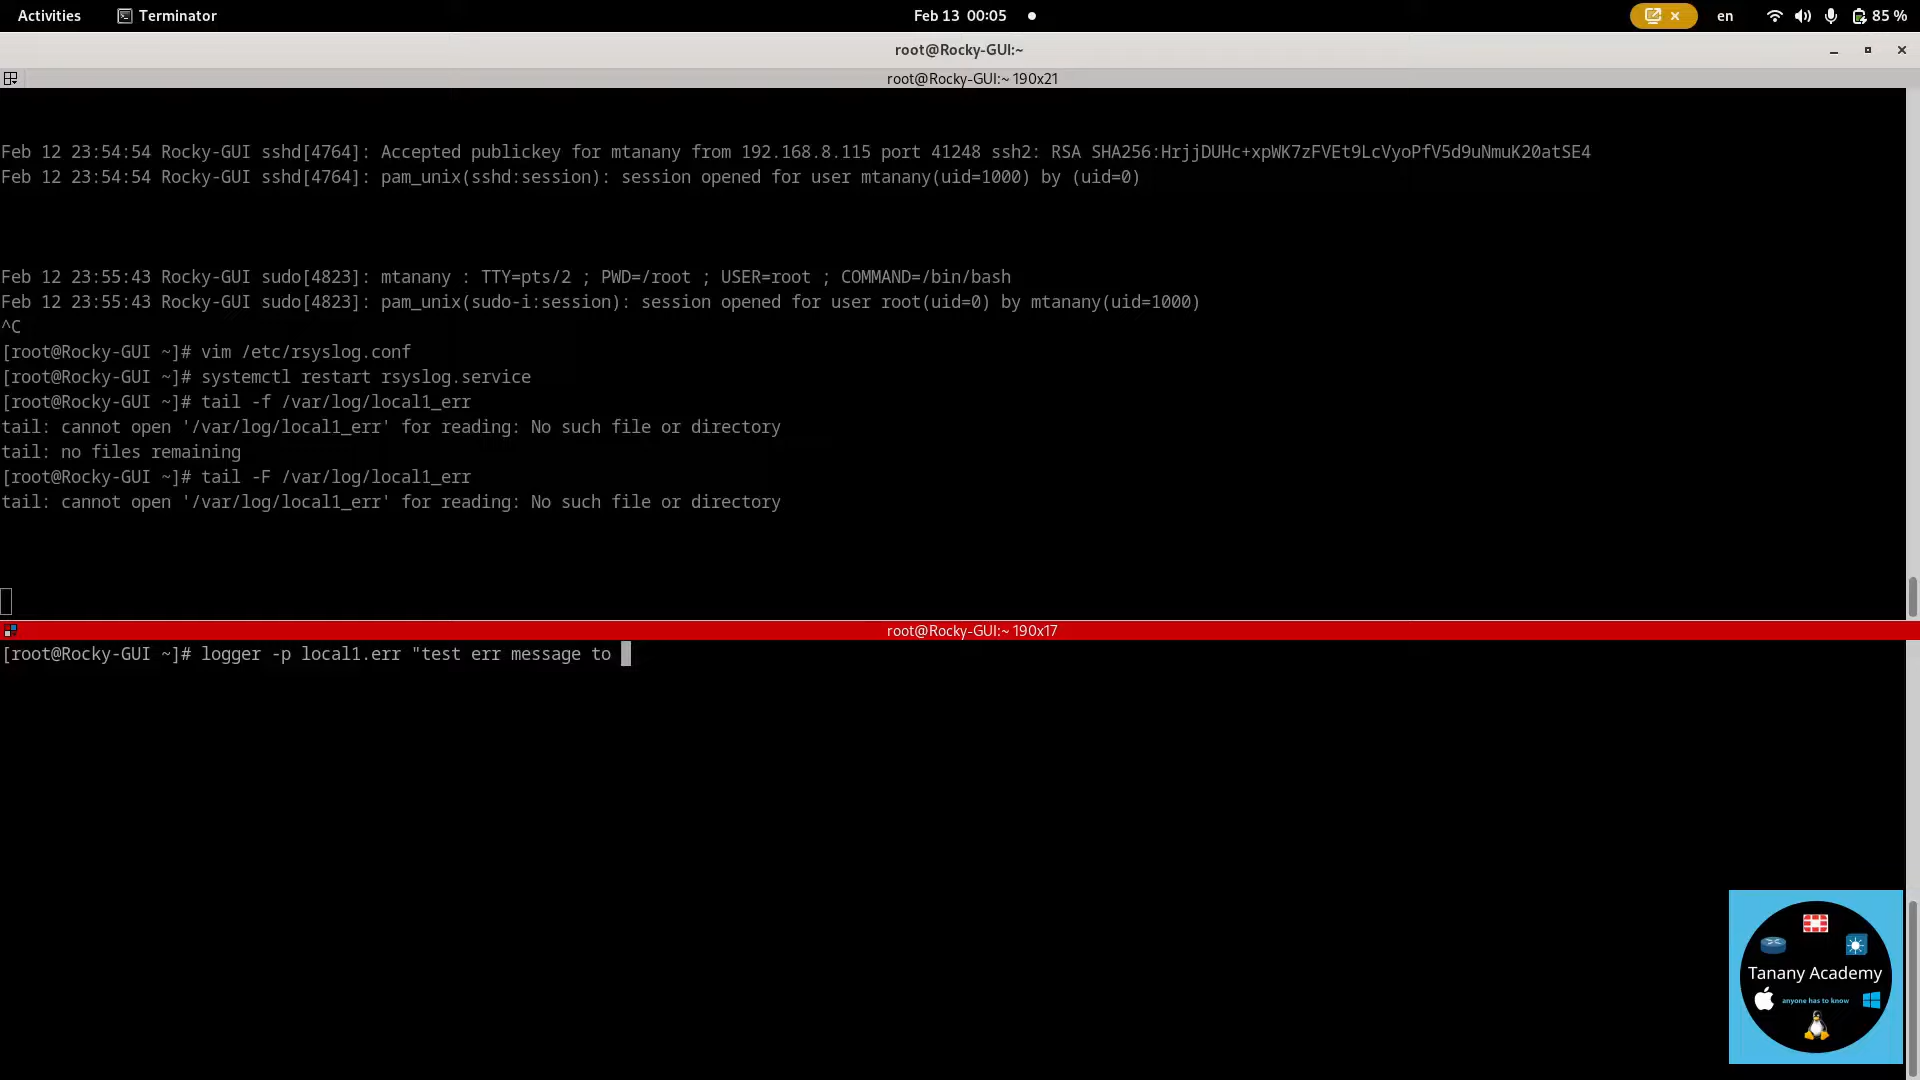 Activities Terminator Feb 13 00:05 en 85 %
root@Rocky-GUI:~
root@Rocky-GUI:~ 190x21
Feb 12 23:54:54 Rocky-GUI sshd[4764]: Accepted publickey for mtanany from 192.168.8.115 port 41248 ssh2: RSA SHA256:HrjjDUHc+xpWK7zFVEt9LcVyoPfV5d9uNmuK20atSE4
Feb 12 23:54:54 Rocky-GUI sshd[4764]: pam_unix(sshd:session): session opened for user mtanany(uid=1000) by (uid=0)
Feb 12 23:55:43 Rocky-GUI sudo[4823]: mtanany : TTY=pts/2 ; PWD=/root ; USER=root ; COMMAND=/bin/bash
Feb 12 23:55:43 Rocky-GUI sudo[4823]: pam_unix(sudo-i:session): session opened for user root(uid=0) by mtanany(uid=1000)
^C
[root@Rocky-GUI ~]# vim /etc/rsyslog.conf
[root@Rocky-GUI ~]# systemctl restart rsyslog.service
[root@Rocky-GUI ~]# tail -f /var/log/local1_err
tail: cannot open '/var/log/local1_err' for reading: No such file or directory
tail: no files remaining
[root@Rocky-GUI ~]# tail -F /var/log/local1_err
tail: cannot open '/var/log/local1_err' for reading: No such file or directory
root@Rocky-GUI:~ 190x17
[root@Rocky-GUI ~]# logger -p local1.err "test err message to
Tanany Academy
anyone has to know